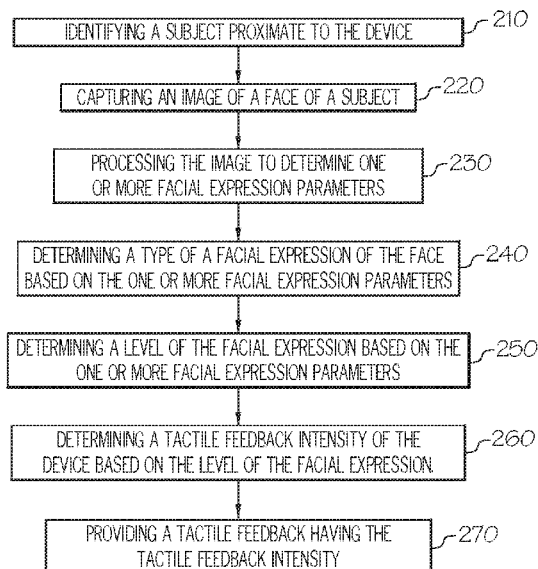 IDENTIFYING A SUBJECT PROXIMATE TO THE DEVICE
210
CAPTURING AN IMAGE OF A FACE OF A SUBJECT
220
PROCESSING THE IMAGE TO DETERMINE ONE
OR MORE FACIAL EXPRESSION PARAMETERS
230
DETERMINING A TYPE OF A FACIAL EXPRESSION OF THE FACE
BASED ON THE ONE OR MORE FACIAL EXPRESSION PARAMETERS
240
DETERMINING A LEVEL OF THE FACIAL EXPRESSION BASED ON THE
ONE OR MORE FACIAL EXPRESSION PARAMETERS
250
DETERMINING A TACTILE FEEDBACK INTENSITY OF THE
DEVICE BASED ON THE LEVEL OF THE FACIAL EXPRESSION.
260
PROVIDING A TACTILE FEEDBACK HAVING THE
TACTILE FEEDBACK INTENSITY
270